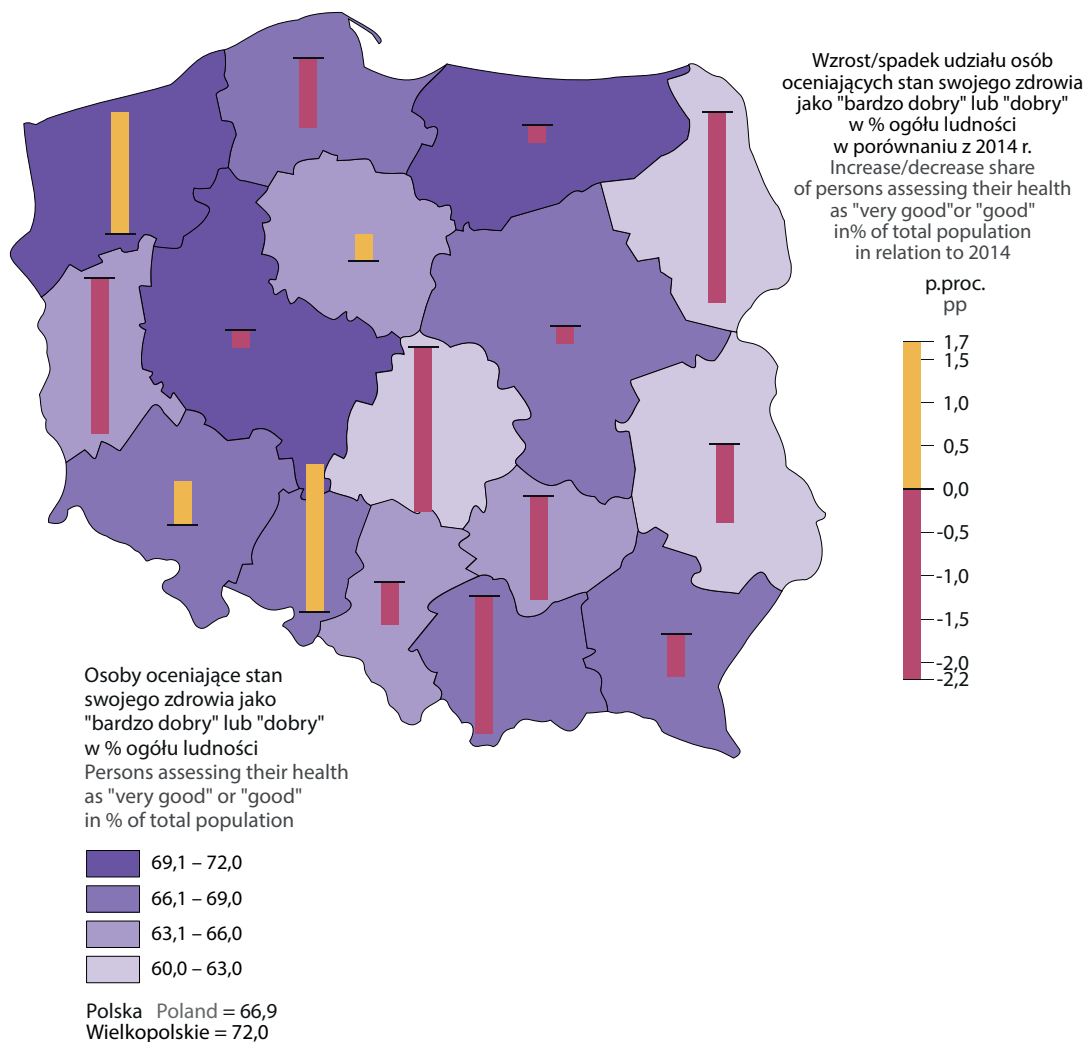 Wzrost/spadek udziału osób
oceniających stan swojego zdrowia
jako "bardzo dobry" lub "dobry"
w % ogółu ludności
w porównaniu z 2014 r.
Increase/decrease share
of persons assessing their health
as "very good"or "good"
in% of total population
in relation to 2014
p.proc.
pp
1,7
1,5
1,0
0,5
0,0
-0,5
-1,0
-1,5
-2,0
-2,2
Osoby oceniające stan
swojego zdrowia jako
"bardzo dobry" lub "dobry"
w % ogółu ludności
Persons assessing their health
as "very good" or "good"
in % of total population
69,1 – 72,0
66,1 – 69,0
63,1 – 66,0
60,0 – 63,0
Polska Poland = 66,9
Wielkopolskie = 72,0